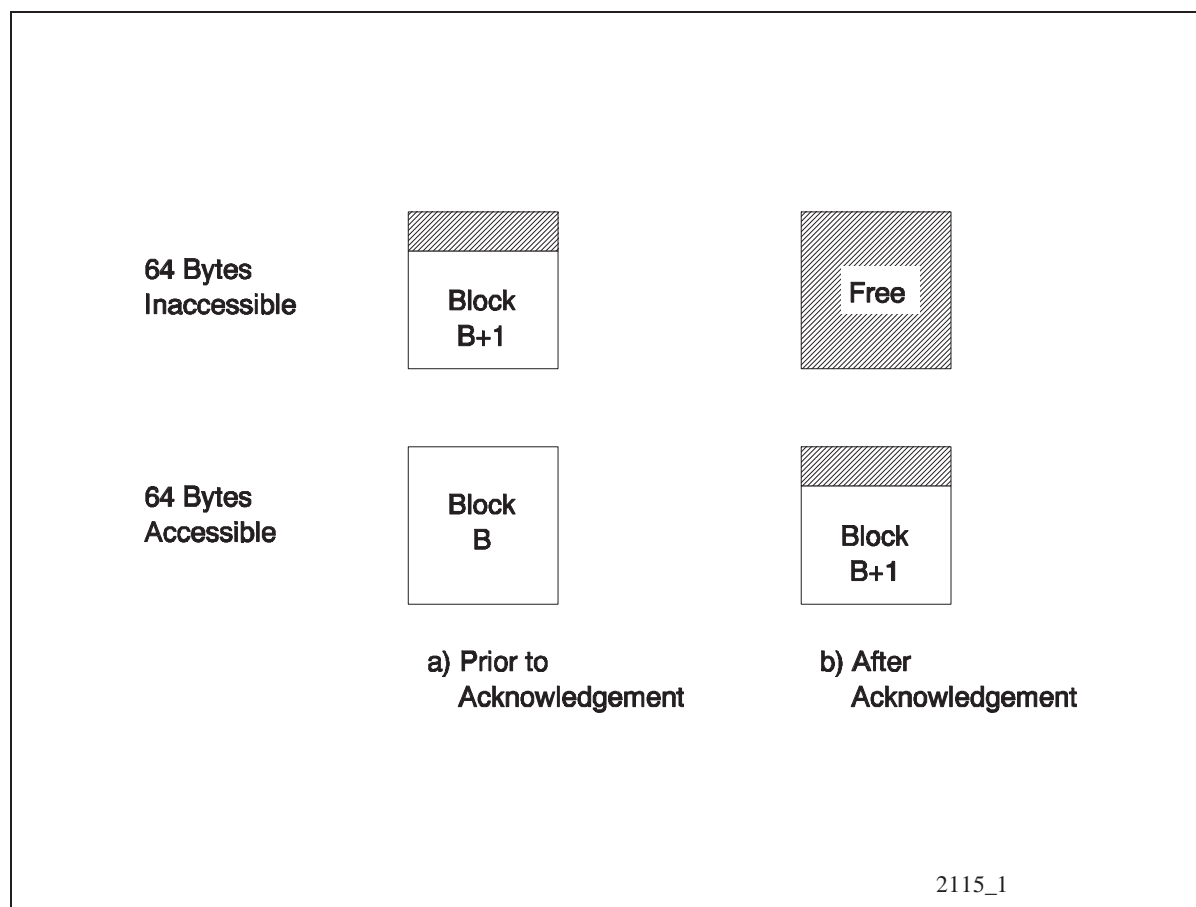 64 Bytes
Inaccessible
Block
B+1
Free
64 Bytes
Accessible
Block
B
Block
B+1
a) Prior to
Acknowledgement
b) After
Acknowledgement
2115_1